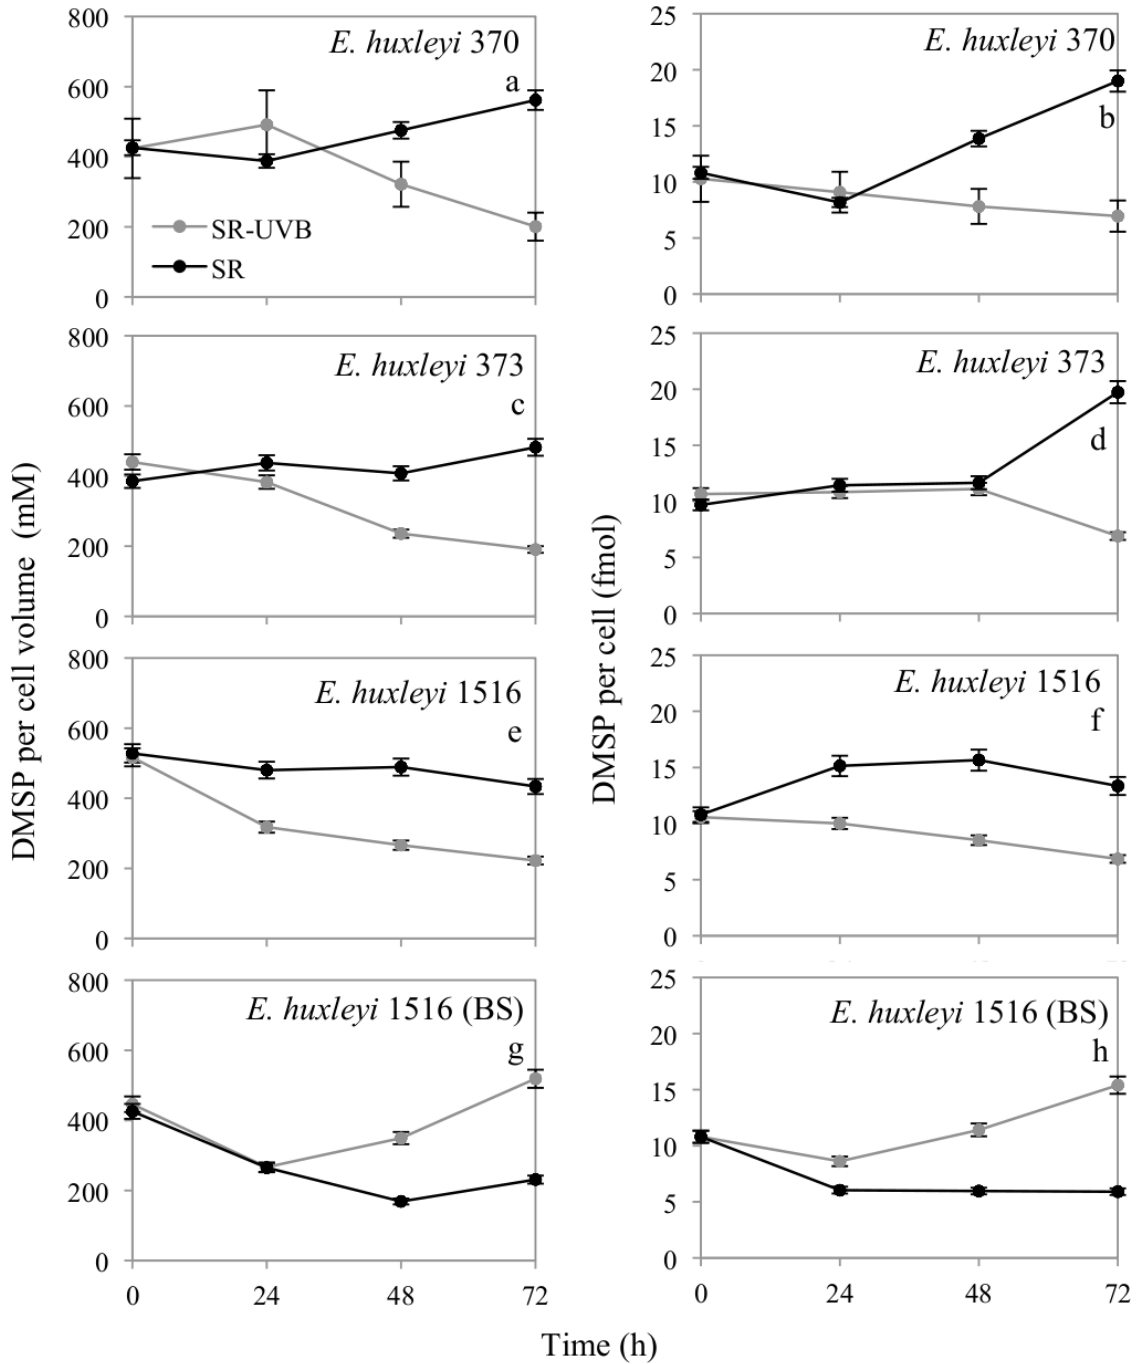 800
600
400
200
0
E. huxleyi 370
a
SR-UVB
SR
25
20
15
10
5
0
E. huxleyi 370
b
800
600
400
200
0
E. huxleyi 373
c
25
20
15
10
5
0
E. huxleyi 373
d
DMSP per cell volume (mM)
DMSP per cell (fmol)
800
600
400
200
0
E. huxleyi 1516
e
25
20
15
10
5
0
E. huxleyi 1516
f
800
600
400
200
0
E. huxleyi 1516 (BS)
g
0 24 48 72
25
20
15
10
5
0
E. huxleyi 1516 (BS)
h
0 24 48 72
Time (h)